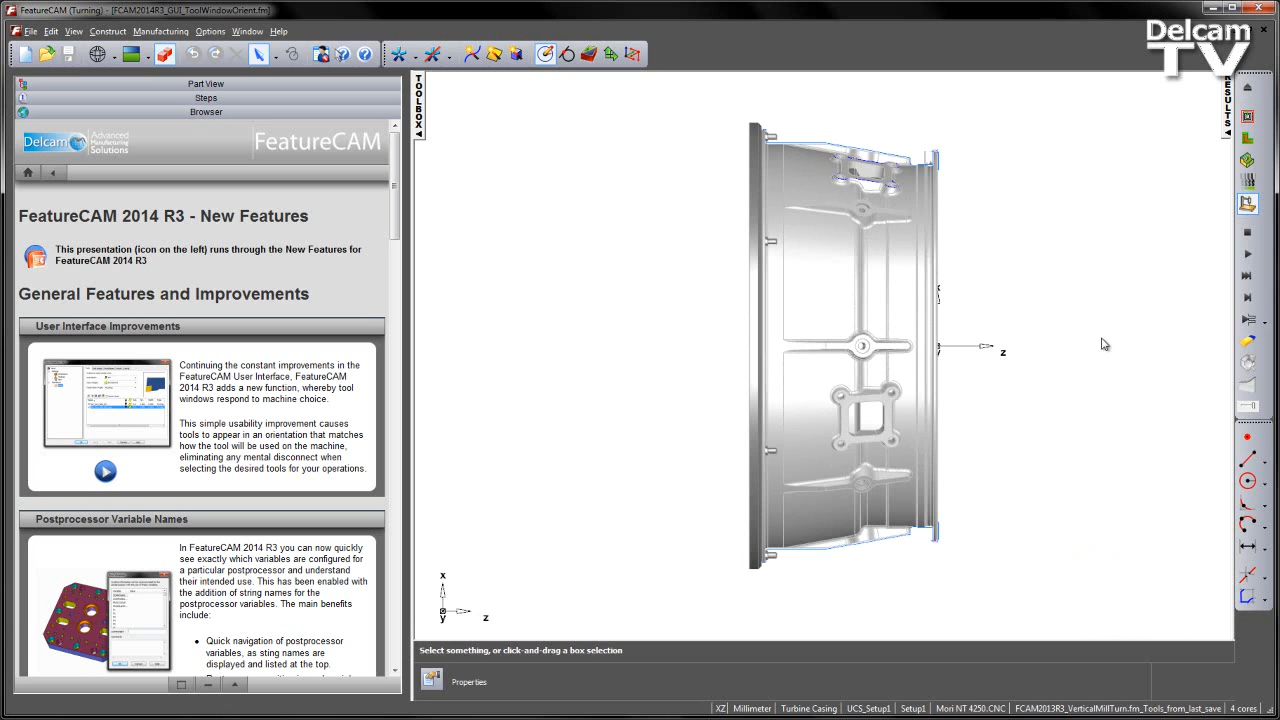 FeatureCAM (Turning) - [FCAM2014R3_GUI_ToolWindowOrient.fm]
File Edit View Construct Manufacturing Options Window Help
Delcam
TV
Part View
Steps
Browser
Delcam
Advanced
Manufacturing
Solutions
FeatureCAM
FeatureCAM 2014 R3 - New Features
This presentation (icon on the left) runs through the New Features for
FeatureCAM 2014 R3
General Features and Improvements
User Interface Improvements
Continuing the constant improvements in the
FeatureCAM User Interface, FeatureCAM
2014 R3 adds a new function, whereby tool
windows respond to machine choice.
This simple usability improvement causes
tools to appear in an orientation that matches
how the tool will be used on the machine,
eliminating any mental disconnect when
selecting the desired tools for your operations.
Postprocessor Variable Names
In FeatureCAM 2014 R3 you can now quickly
see exactly which variables are configured for
a particular postprocessor and understand
their intended use. This has been enabled with
the addition of string names for the
postprocessor variables. The main benefits
include:
• Quick navigation of postprocessor
variables, as sting names are
displayed and listed at the top.
TOOLBOX
RESULTS
x
z
y
z
Select something, or click-and-drag a box selection
Properties
XZ Millimeter Turbine Casing UCS_Setup1 Setup1 Mori NT 4250.CNC FCAM2013R3_VerticalMillTurn.fm_Tools_from_last_save 4 cores